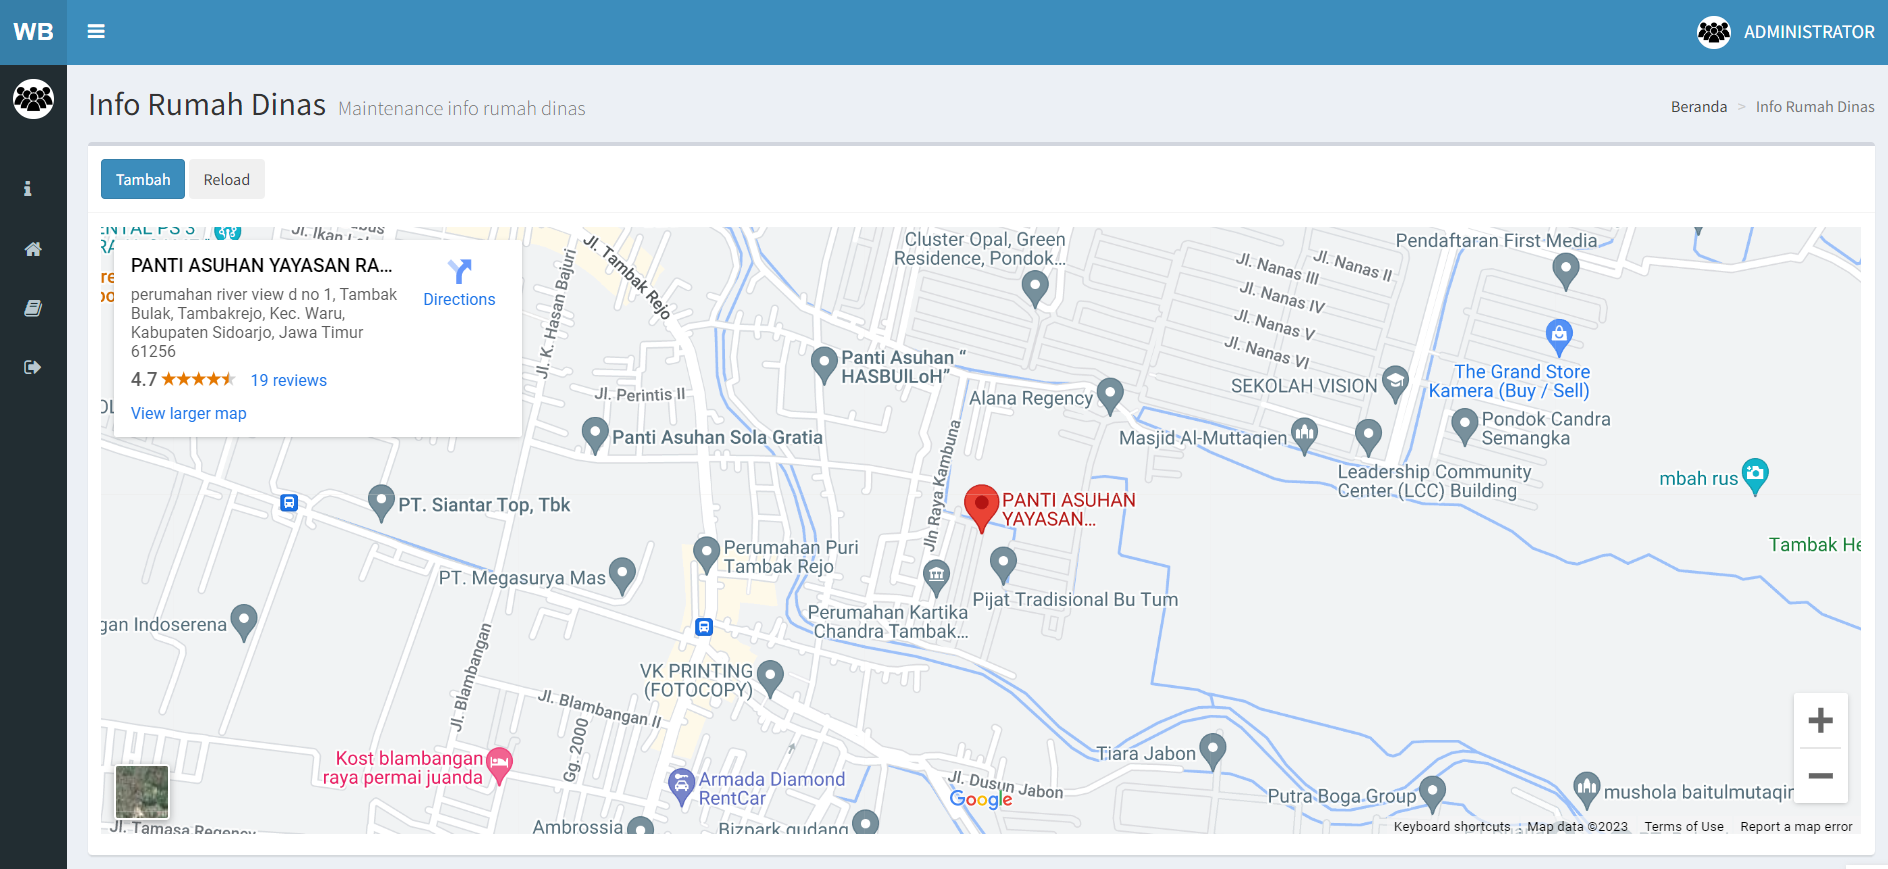 WB
ADMINISTRATOR
Info Rumah Dinas Maintenance info rumah dinas
Beranda > Info Rumah Dinas
Tambah
Reload
PANTI ASUHAN YAYASAN RA...
perumahan river view d no 1, Tambak
Bulak, Tambakrejo, Kec. Waru,
Kabupaten Sidoarjo, Jawa Timur
61256
4.7
19 reviews
View larger map
Directions
ENTAL PS 3
Jl. Tambak Rejo
Jl. K. Hasan Bajuri
Jl. Perintis II
Cluster Opal, Green
Residence, Pondok...
Pendaftaran First Media
Jl. Nanas III
Jl. Nanas II
Jl. Nanas IV
Jl. Nanas V
Jl. Nanas VI
Panti Asuhan “
HASBUlLoH”
Alana Regency
SEKOLAH VISION
The Grand Store
Kamera (Buy / Sell)
Panti Asuhan Sola Gratia
Masjid Al-Muttaqien
Pondok Candra
Semangka
Leadership Community
Center (LCC) Building
mbah rus
Jln Raya Kambuna
PT. Siantar Top, Tbk
PANTI ASUHAN
YAYASAN...
Tambak He
Perumahan Puri
Tambak Rejo
PT. Megasurya Mas
Pijat Tradisional Bu Tum
Perumahan Kartika
Chandra Tambak...
gan Indoserena
VK PRINTING
(FOTOCOPY)
Jl. Blambangan
Jl. Blambangan II
Gg. 2000
Kost blambangan
raya permai juanda
Armada Diamond
RentCar
Tiara Jabon
Jl. Dusun Jabon
Google
Putra Boga Group
mushola baitulmutaqin
Jl. Tamasa Regency
Ambrossia
Bizpark gudang
Keyboard shortcuts
Map data ©2023
Terms of Use
Report a map error